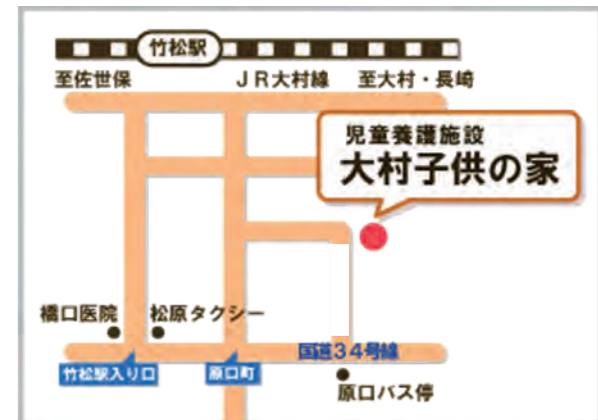 竹松駅
至佐世保
JR大村線
至大村・長崎
児童養護施設
大村子供の家
橋口医院
松原タクシー
国道34号線
竹松駅入り口
原口町
原口バス停